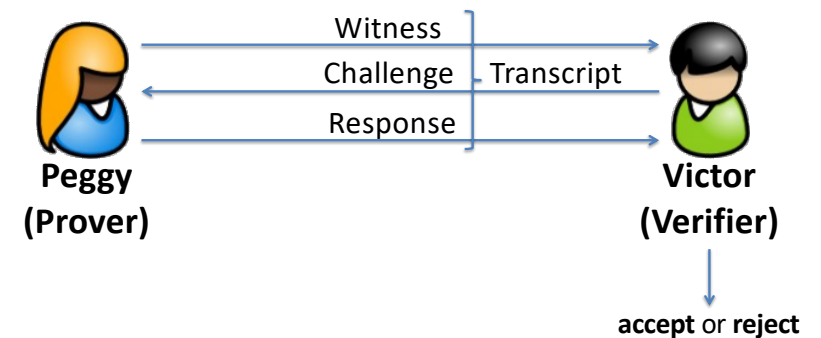 Witness
Challenge
Transcript
Response
Peggy
(Prover)
Victor
(Verifier)
accept or reject